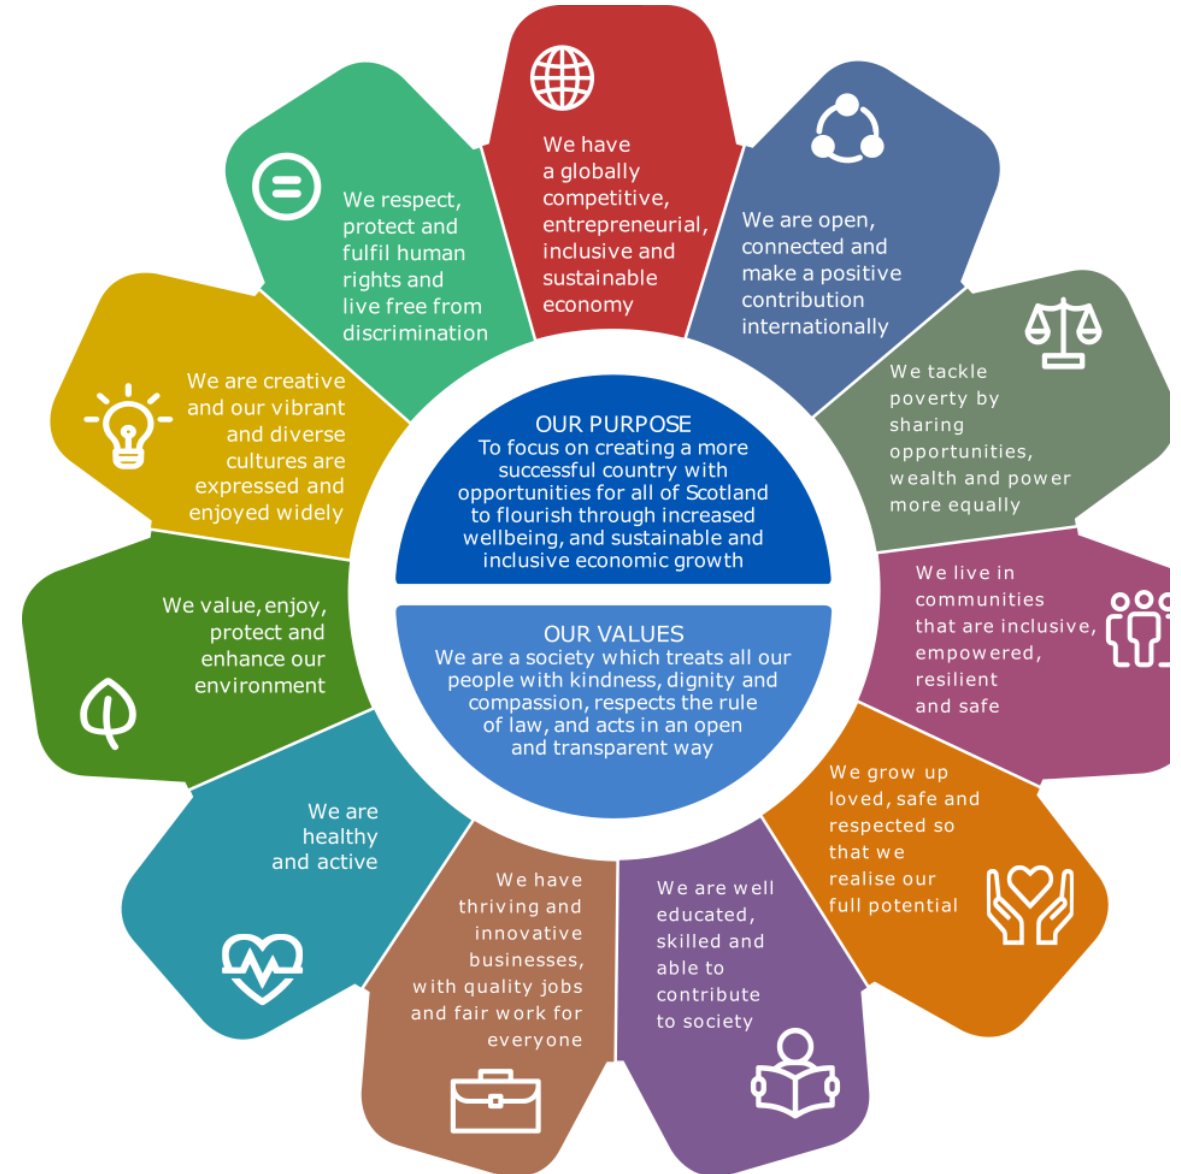 We have
a globally
competitive,
entrepreneurial,
inclusive and
sustainable
economy
We are open,
connected and
make a positive
contribution
internationally
We tackle
poverty by
sharing
opportunities,
wealth and power
more equally
We live in
communities
that are inclusive,
empowered,
resilient
and safe
We grow up
loved, safe and
respected so
that we
realise our
full potential
We are well
educated,
skilled and
able to
contribute
to society
We have
thriving and
innovative
businesses,
with quality jobs
and fair work for
everyone
We are
healthy
and active
We value, enjoy,
protect and
enhance our
environment
We are creative
and our vibrant
and diverse
cultures are
expressed and
enjoyed widely
We respect,
protect and
fulfil human
rights and
live free from
discrimination
OUR PURPOSE
To focus on creating a more
successful country with
opportunities for all of Scotland
to flourish through increased
wellbeing, and sustainable and
inclusive economic growth
OUR VALUES
We are a society which treats all our
people with kindness, dignity and
compassion, respects the rule
of law, and acts in an open
and transparent way